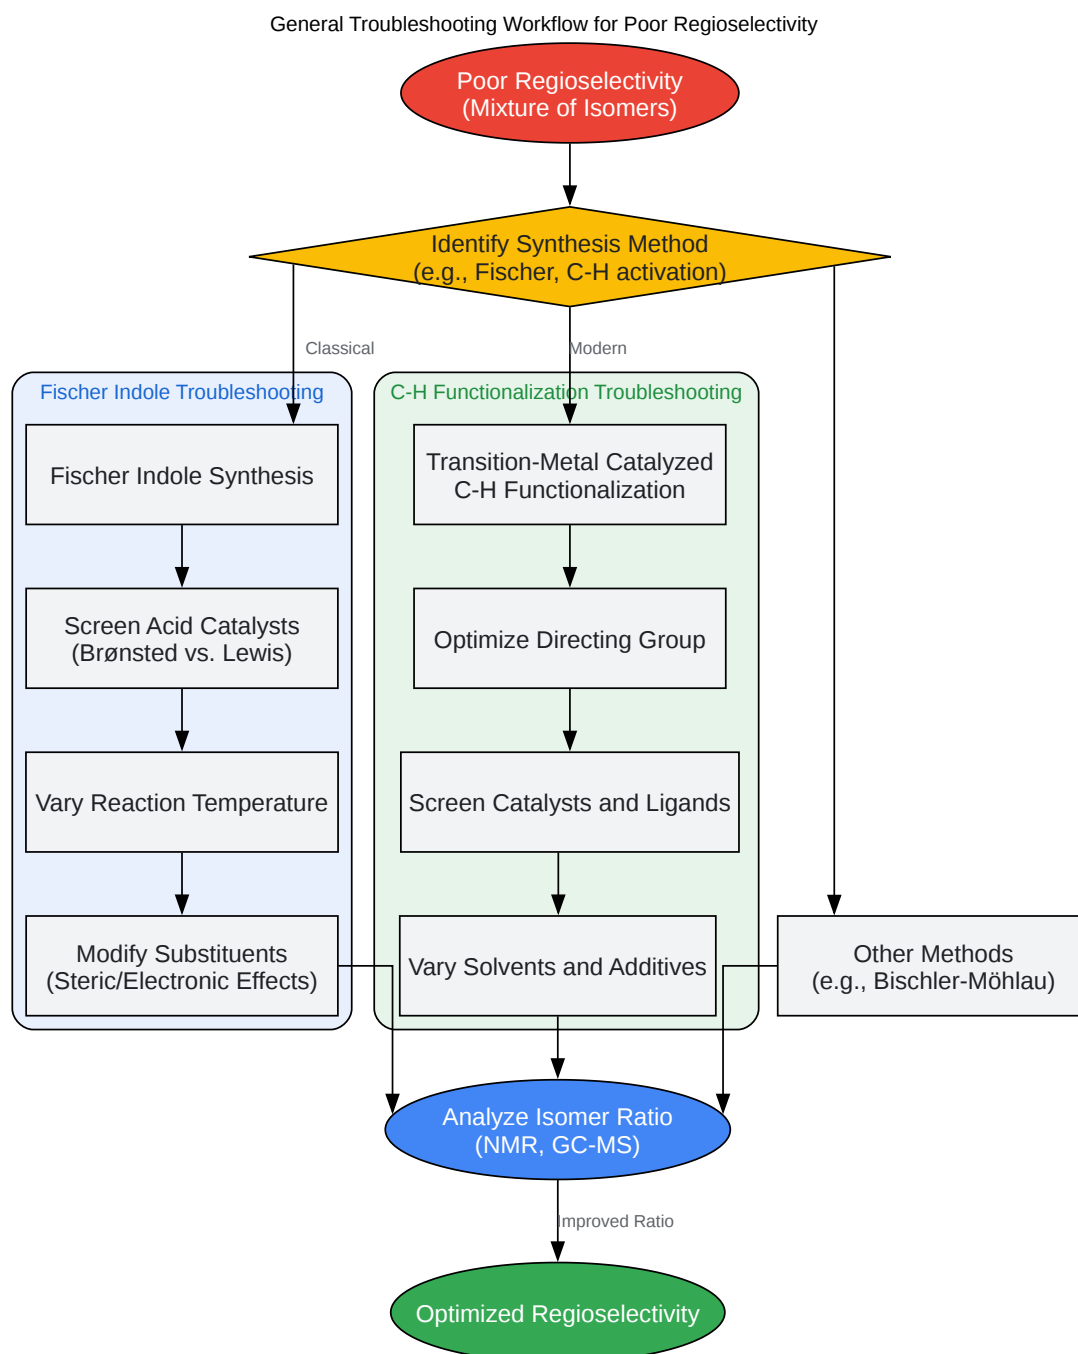 General Troubleshooting Workflow for Poor Regioselectivity
Poor Regioselectivity
(Mixture of Isomers)
Identify Synthesis Method
(e.g., Fischer, C-H activation)
Classical
Modern
Fischer Indole Troubleshooting
C-H Functionalization Troubleshooting
Fischer Indole Synthesis
Transition-Metal Catalyzed
C-H Functionalization
Screen Acid Catalysts
(Brønsted vs. Lewis)
Optimize Directing Group
Vary Reaction Temperature
Screen Catalysts and Ligands
Modify Substituents
(Steric/Electronic Effects)
Vary Solvents and Additives
Other Methods
(e.g., Bischler-Möhlau)
Analyze Isomer Ratio
(NMR, GC-MS)
Improved Ratio
Optimized Regioselectivity